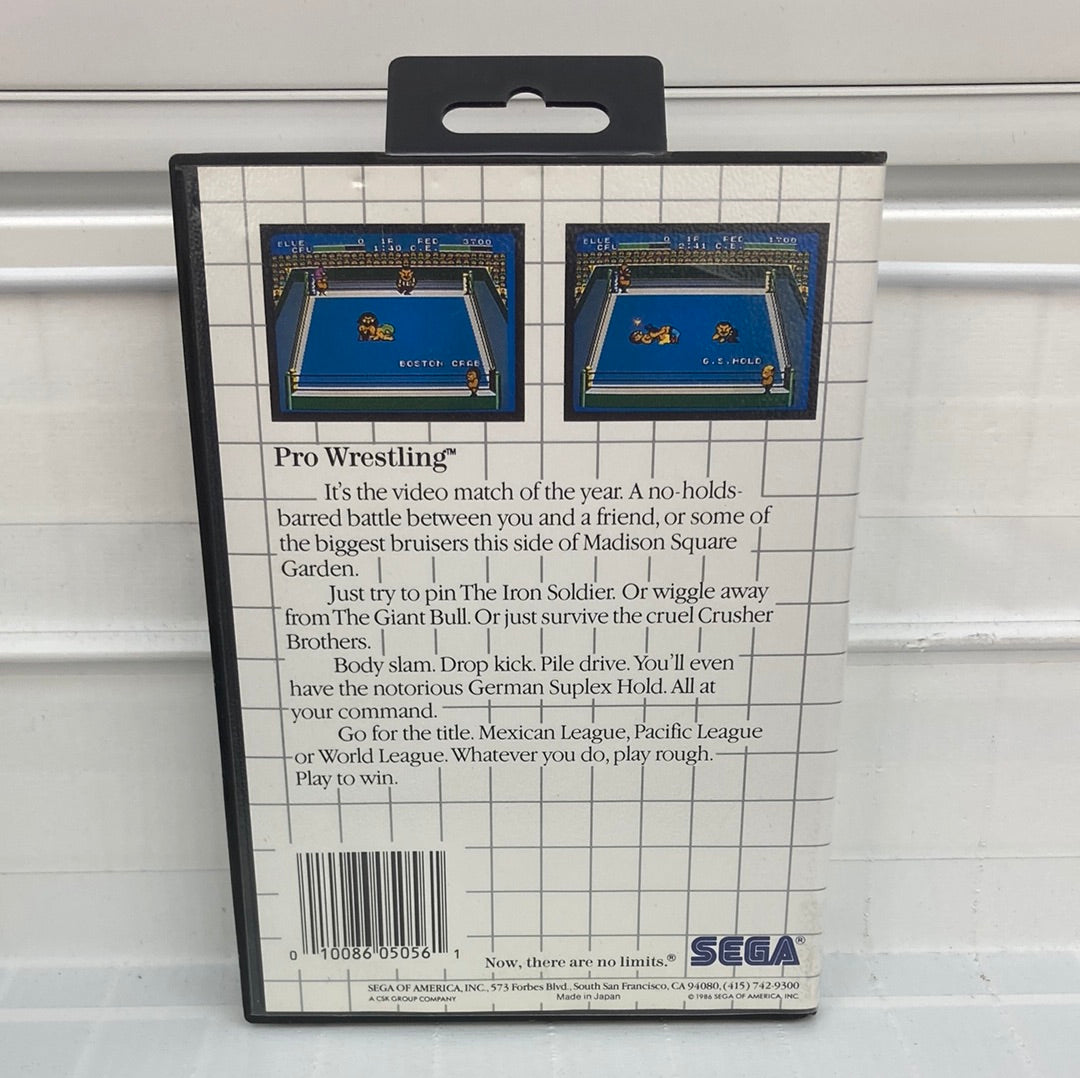 BLUE 0 1P RED 3700
CPU 1:40 C.E.
BOSTON CRAB
BLUE 0 1P RED 1700
CPU 2:41 C.E.
G.S.HOLD
Pro Wrestling™
It's the video match of the year. A no-holds-
barred battle between you and a friend, or some of
the biggest bruisers this side of Madison Square
Garden.
Just try to pin The Iron Soldier. Or wiggle away
from The Giant Bull. Or just survive the cruel Crusher
Brothers.
Body slam. Drop kick. Pile drive. You'll even
have the notorious German Suplex Hold. All at
your command.
Go for the title. Mexican League, Pacific League
or World League. Whatever you do, play rough.
Play to win.
0 10086 05056 1
Now, there are no limits.® SEGA®
SEGA OF AMERICA, INC., 573 Forbes Blvd., South San Francisco, CA 94080, (415) 742-9300
A CSK GROUP COMPANY Made in Japan © 1986 SEGA OF AMERICA, INC.